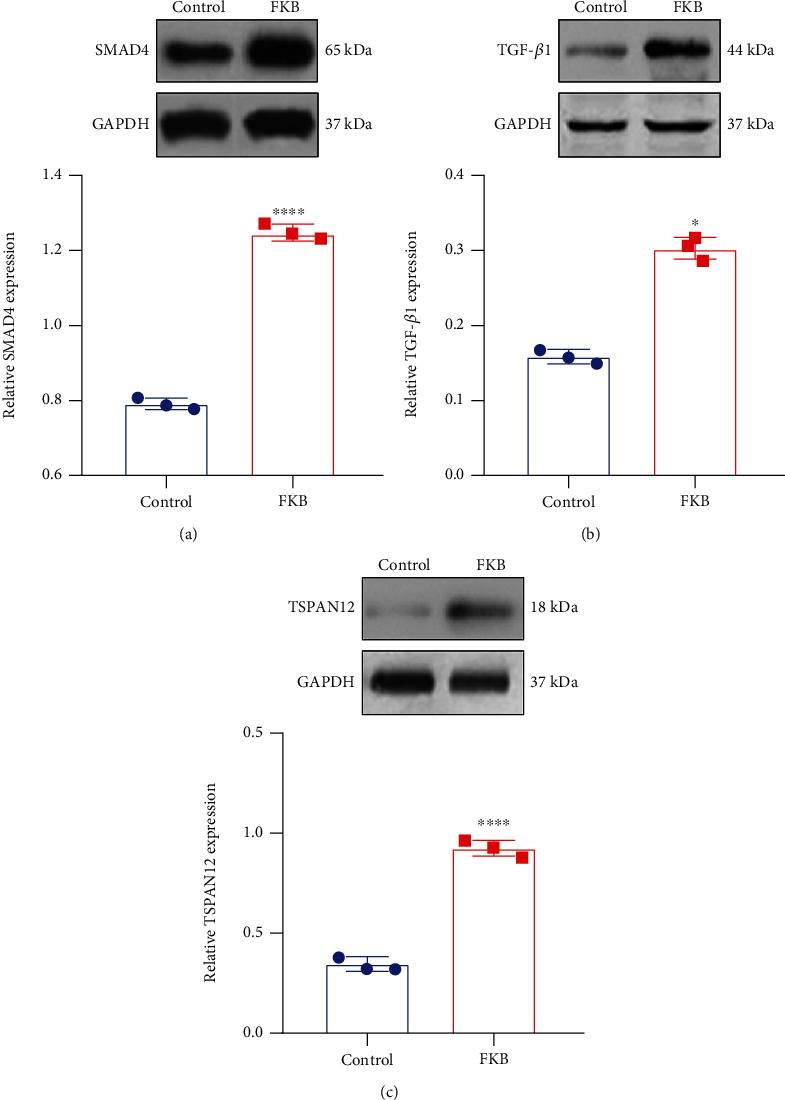 Control FKB
SMAD4 65 kDa
GAPDH 37 kDa
1.4
1.2
1.0
0.8
0.6
Relative SMAD4 expression
****
Control FKB
(a)
Control FKB
TGF-β1 44 kDa
GAPDH 37 kDa
0.4
0.3
0.2
0.1
0.0
Relative TGF-β1 expression
*
Control FKB
(b)
Control FKB
TSPAN12 18 kDa
GAPDH 37 kDa
0.5
1.0
0.5
0.0
Relative TSPAN12 expression
****
Control FKB
(c)